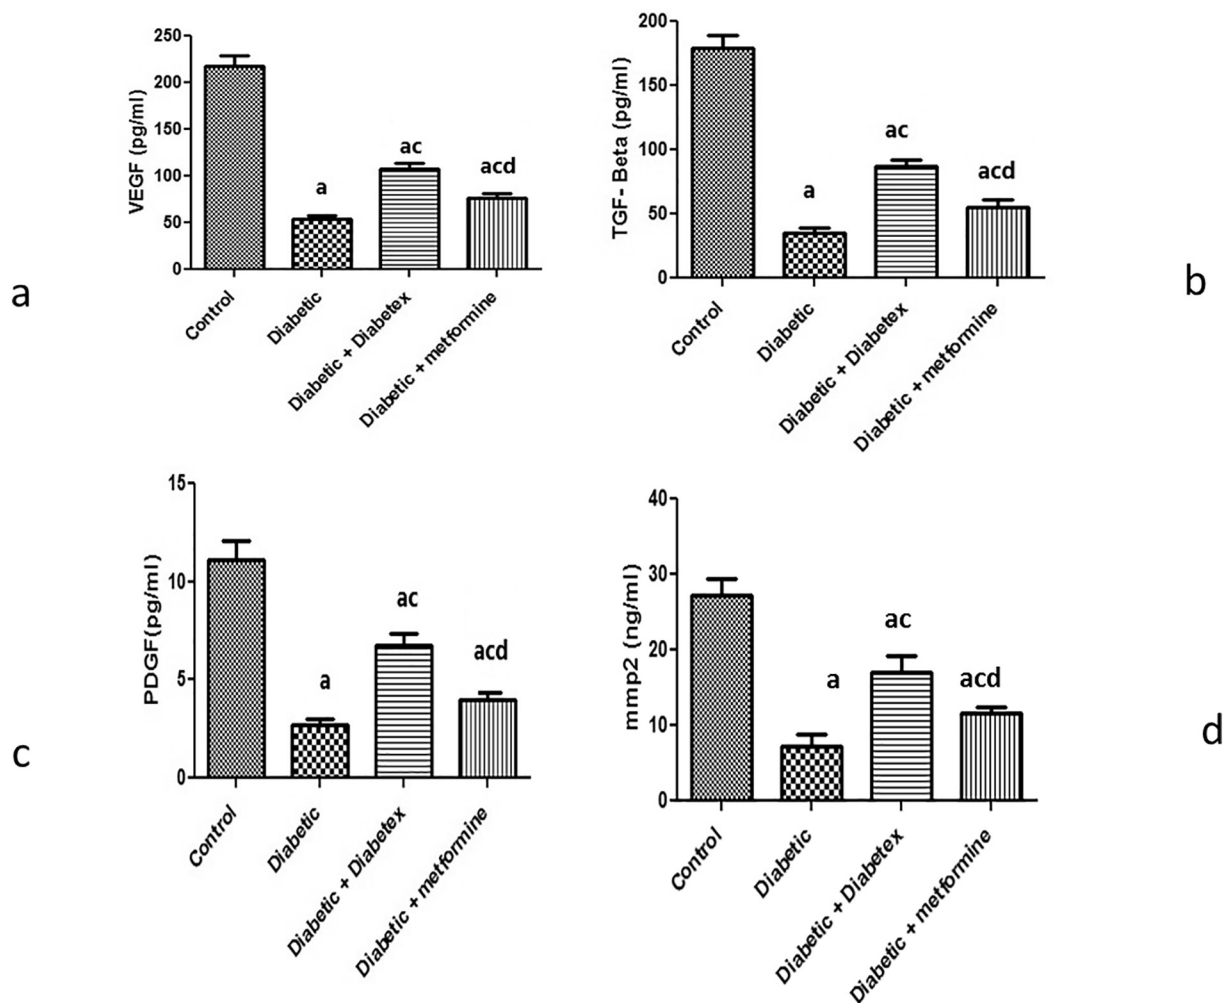 250
200
150
100
50
0
VEGF (pg/ml)
a
ac
acd
Control
Diabetic
Diabetic + Diabetex
Diabetic + metformine
a
200
150
100
50
0
TGF- Beta (pg/ml)
a
ac
acd
Control
Diabetic
Diabetic + Diabetex
Diabetic + metformine
b
15
10
5
0
PDGF(pg/ml)
a
ac
acd
Control
Diabetic
Diabetic + Diabetex
Diabetic + metformine
c
40
30
20
10
0
mmp2 (ng/ml)
a
ac
acd
Control
Diabetic
Diabetic + Diabetex
Diabetic + metformine
d